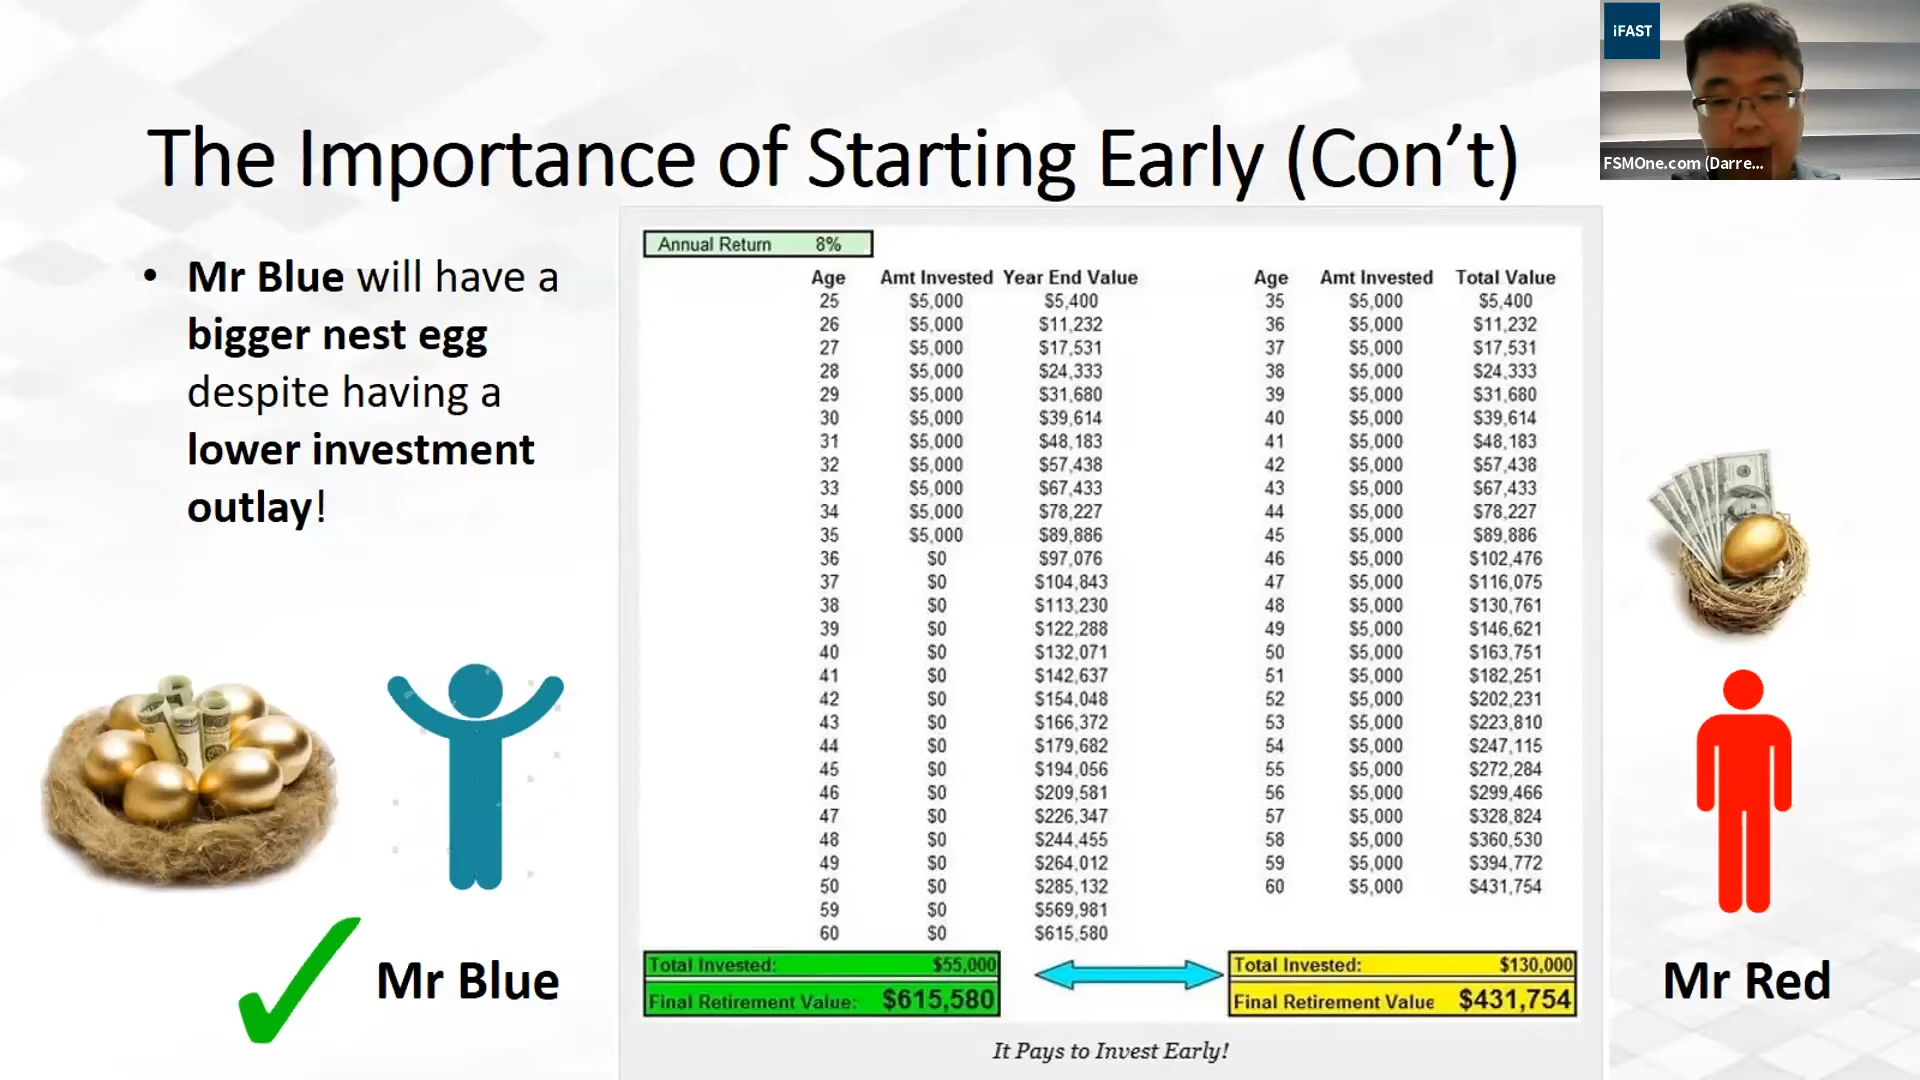 iFAST
FSMOne.com (Darre...
The Importance of Starting Early (Con't)
• Mr Blue will have a
bigger nest egg
despite having a
lower investment
outlay!
Annual Return 8%
Age Amt Invested Year End Value Age Amt Invested Total Value
25 $5,000 $5,400 35 $5,000 $5,400
26 $5,000 $11,232 36 $5,000 $11,232
27 $5,000 $17,531 37 $5,000 $17,531
28 $5,000 $24,333 38 $5,000 $24,333
29 $5,000 $31,680 39 $5,000 $31,680
30 $5,000 $39,614 40 $5,000 $39,614
31 $5,000 $48,183 41 $5,000 $48,183
32 $5,000 $57,438 42 $5,000 $57,438
33 $5,000 $67,433 43 $5,000 $67,433
34 $5,000 $78,227 44 $5,000 $78,227
35 $5,000 $89,886 45 $5,000 $89,886
36 $0 $97,076 46 $5,000 $102,476
37 $0 $104,843 47 $5,000 $116,075
38 $0 $113,230 48 $5,000 $130,761
39 $0 $122,288 49 $5,000 $146,621
40 $0 $132,071 50 $5,000 $163,751
41 $0 $142,637 51 $5,000 $182,251
42 $0 $154,048 52 $5,000 $202,231
43 $0 $166,372 53 $5,000 $223,810
44 $0 $179,682 54 $5,000 $247,115
45 $0 $194,056 55 $5,000 $272,284
46 $0 $209,581 56 $5,000 $299,466
47 $0 $226,347 57 $5,000 $328,824
48 $0 $244,455 58 $5,000 $360,530
49 $0 $264,012 59 $5,000 $394,772
50 $0 $285,132 60 $5,000 $431,754
59 $0 $569,981
60 $0 $615,580
Total Invested: $55,000 Total Invested: $130,000
Final Retirement Value: $615,580 Final Retirement Value $431,754
Mr Blue
Mr Red
It Pays to Invest Early!